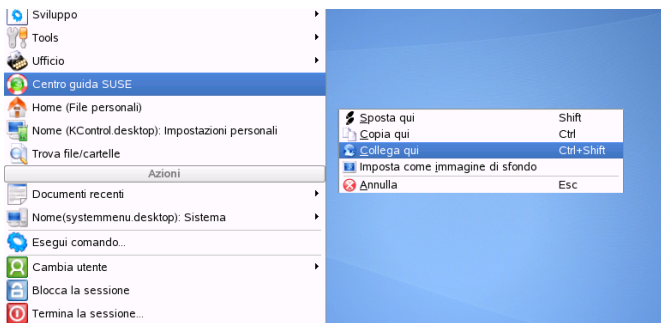 Sviluppo
Tools
Ufficio
Centro guida SUSE
Home (File personali)
Nome (KControl.desktop): Impostazioni personali
Trova file/cartelle
Azioni
Documenti recenti
Nome(systemmenu.desktop): Sistema
Esegui comando...
Cambia utente
Blocca la sessione
Termina la sessione...
Sposta qui Shift
Copia qui Ctrl
Collega qui Ctrl+Shift
Imposta come immagine di sfondo
Annulla Esc